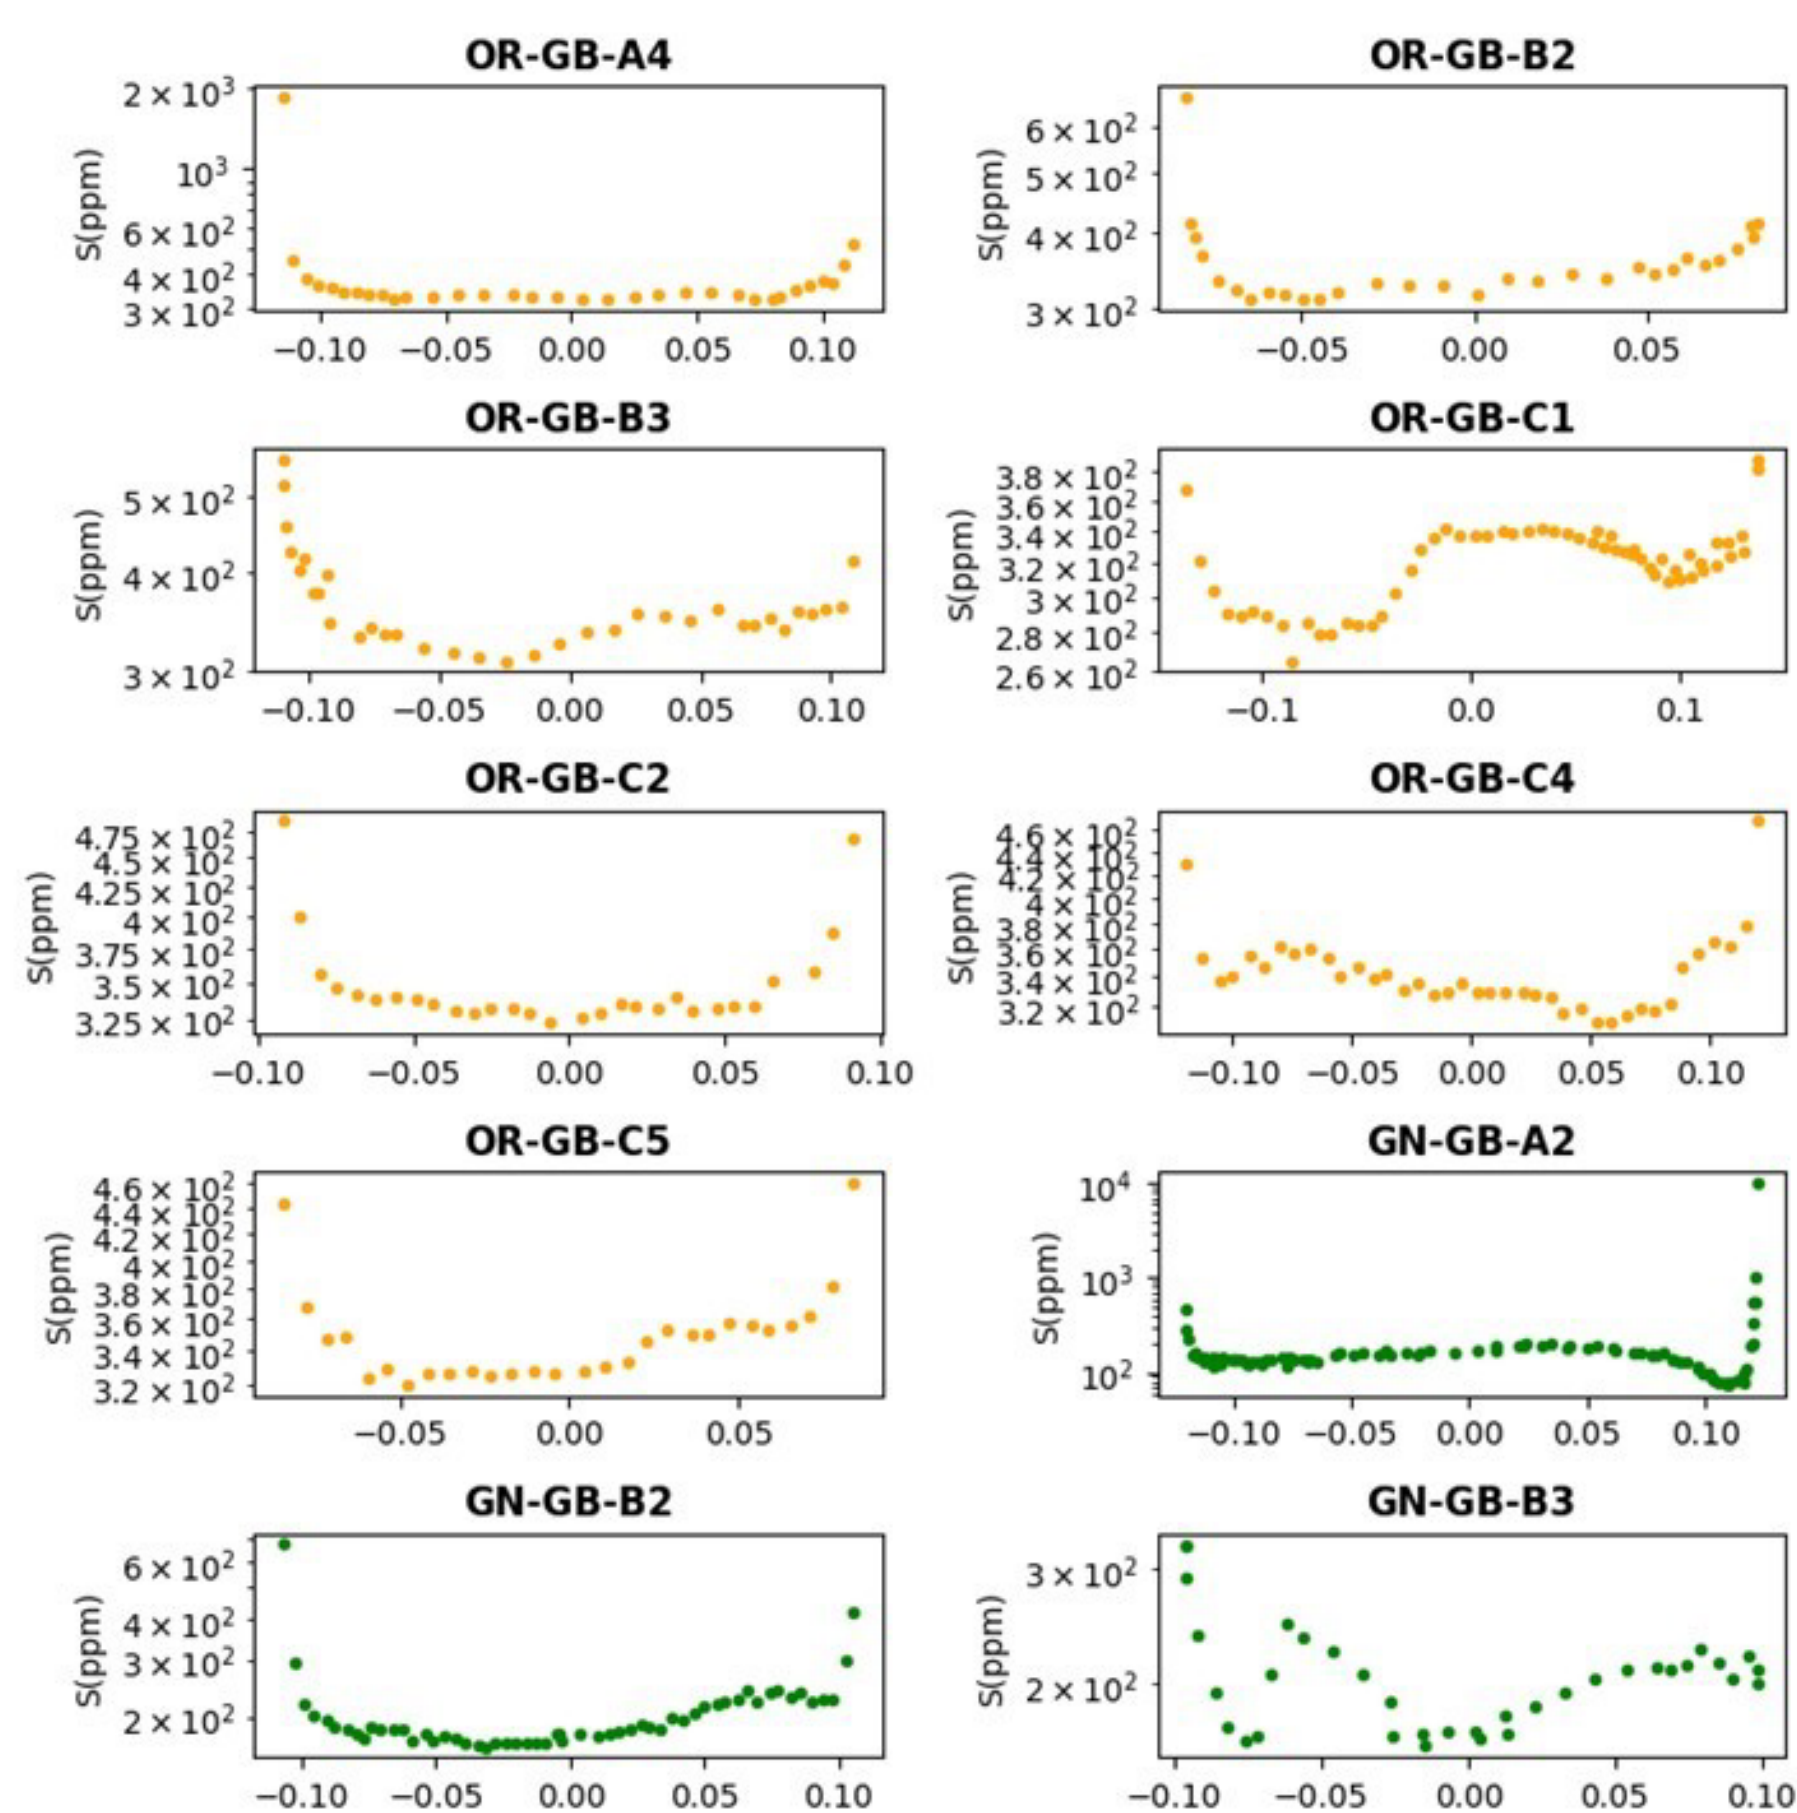 OR-GB-A4
2 × 10³
10³
6 × 10²
4 × 10²
3 × 10²
S(ppm)
−0.10 −0.05 0.00 0.05 0.10
OR-GB-B2
6 × 10²
5 × 10²
4 × 10²
3 × 10²
S(ppm)
−0.05 0.00 0.05
OR-GB-B3
5 × 10²
4 × 10²
3 × 10²
S(ppm)
−0.10 −0.05 0.00 0.05 0.10
OR-GB-C1
3.8 × 10²
3.6 × 10²
3.4 × 10²
3.2 × 10²
3 × 10²
2.8 × 10²
2.6 × 10²
S(ppm)
−0.1 0.0 0.1
OR-GB-C2
4.75 × 10²
4.5 × 10²
4.25 × 10²
4 × 10²
3.75 × 10²
3.5 × 10²
3.25 × 10²
S(ppm)
−0.10 −0.05 0.00 0.05 0.10
OR-GB-C4
4.6 × 10²
4.4 × 10²
4.2 × 10²
4 × 10²
3.8 × 10²
3.6 × 10²
3.4 × 10²
3.2 × 10²
S(ppm)
−0.10 −0.05 0.00 0.05 0.10
OR-GB-C5
4.6 × 10²
4.4 × 10²
4.2 × 10²
4 × 10²
3.8 × 10²
3.6 × 10²
3.4 × 10²
3.2 × 10²
S(ppm)
−0.05 0.00 0.05
GN-GB-A2
10⁴
10³
10²
S(ppm)
−0.10 −0.05 0.00 0.05 0.10
GN-GB-B2
6 × 10²
4 × 10²
3 × 10²
2 × 10²
S(ppm)
−0.10 −0.05 0.00 0.05 0.10
GN-GB-B3
3 × 10²
2 × 10²
S(ppm)
−0.10 −0.05 0.00 0.05 0.10